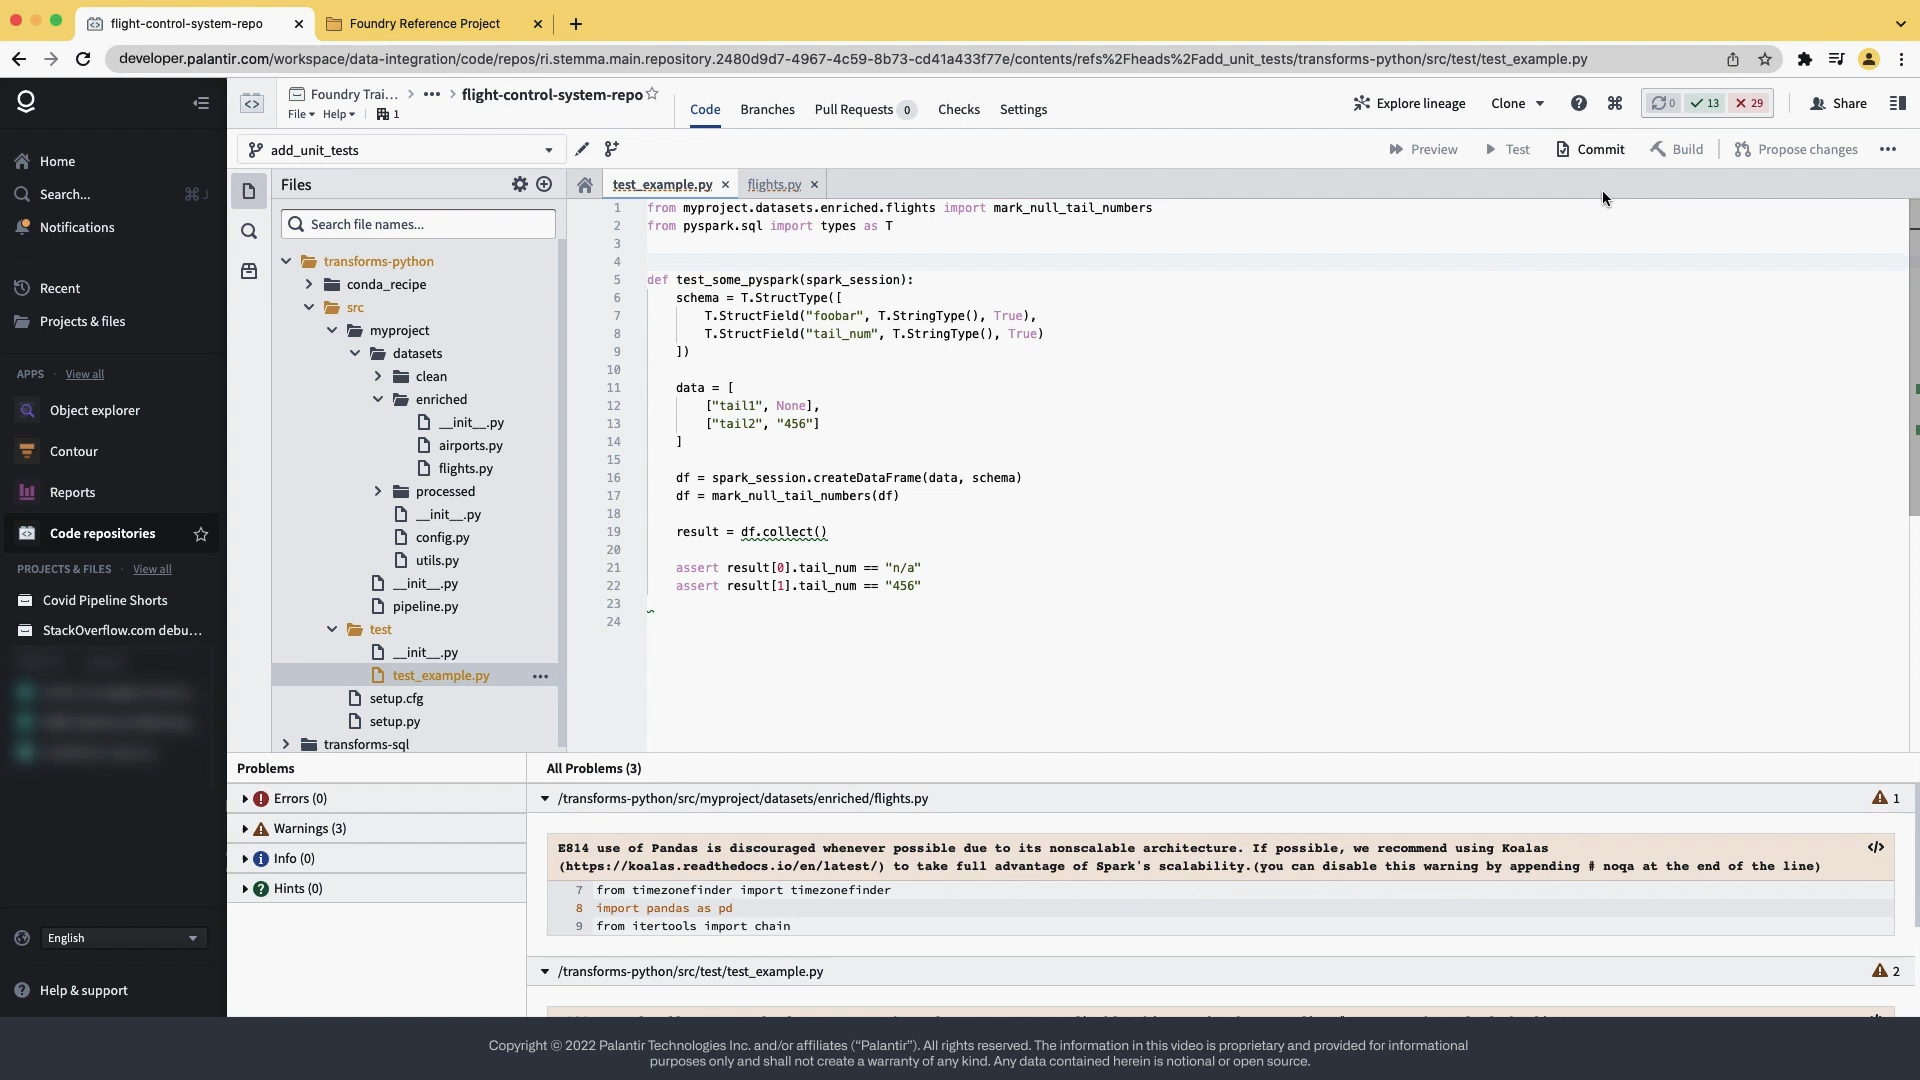 flight-control-system-repo
Foundry Reference Project
developer.palantir.com/workspace/data-integration/code/repos/ri.stemma.main.repository.2480d9d7-4967-4c59-8b73-cd41a433f77e/contents/refs%2Fheads%2Fadd_unit_tests/transforms-python/src/test/test_example.py
Foundry Trai... > ••• > flight-control-system-repo
File Help 1
Code Branches Pull Requests 0 Checks Settings
Explore lineage Clone 0 13 29 Share
add_unit_tests
Preview Test Commit Build Propose changes
Home
Search... ⌘J
Notifications
Recent
Projects & files
APPS · View all
Object explorer
Contour
Reports
Code repositories
PROJECTS & FILES · View all
Covid Pipeline Shorts
StackOverflow.com debu...
English
Help & support
Files
Search file names...
transforms-python
conda_recipe
src
myproject
datasets
clean
enriched
__init__.py
airports.py
flights.py
processed
__init__.py
config.py
utils.py
__init__.py
pipeline.py
test
__init__.py
test_example.py
setup.cfg
setup.py
transforms-sql
test_example.py flights.py
1 from myproject.datasets.enriched.flights import mark_null_tail_numbers
2 from pyspark.sql import types as T
3
4
5 def test_some_pyspark(spark_session):
6 schema = T.StructType([
7 T.StructField("foobar", T.StringType(), True),
8 T.StructField("tail_num", T.StringType(), True)
9 ])
10
11 data = [
12 ["tail1", None],
13 ["tail2", "456"]
14 ]
15
16 df = spark_session.createDataFrame(data, schema)
17 df = mark_null_tail_numbers(df)
18
19 result = df.collect()
20
21 assert result[0].tail_num == "n/a"
22 assert result[1].tail_num == "456"
23
24
Problems
Errors (0)
Warnings (3)
Info (0)
Hints (0)
All Problems (3)
/transforms-python/src/myproject/datasets/enriched/flights.py 1
E814 use of Pandas is discouraged whenever possible due to its nonscalable architecture. If possible, we recommend using Koalas
(https://koalas.readthedocs.io/en/latest/) to take full advantage of Spark's scalability.(you can disable this warning by appending # noqa at the end of the line)
7 from timezonefinder import timezonefinder
8 import pandas as pd
9 from itertools import chain
/transforms-python/src/test/test_example.py 2
Copyright © 2022 Palantir Technologies Inc. and/or affiliates (“Palantir”). All rights reserved. The information in this video is proprietary and provided for informational
purposes only and shall not create a warranty of any kind. Any data contained herein is notional or open source.